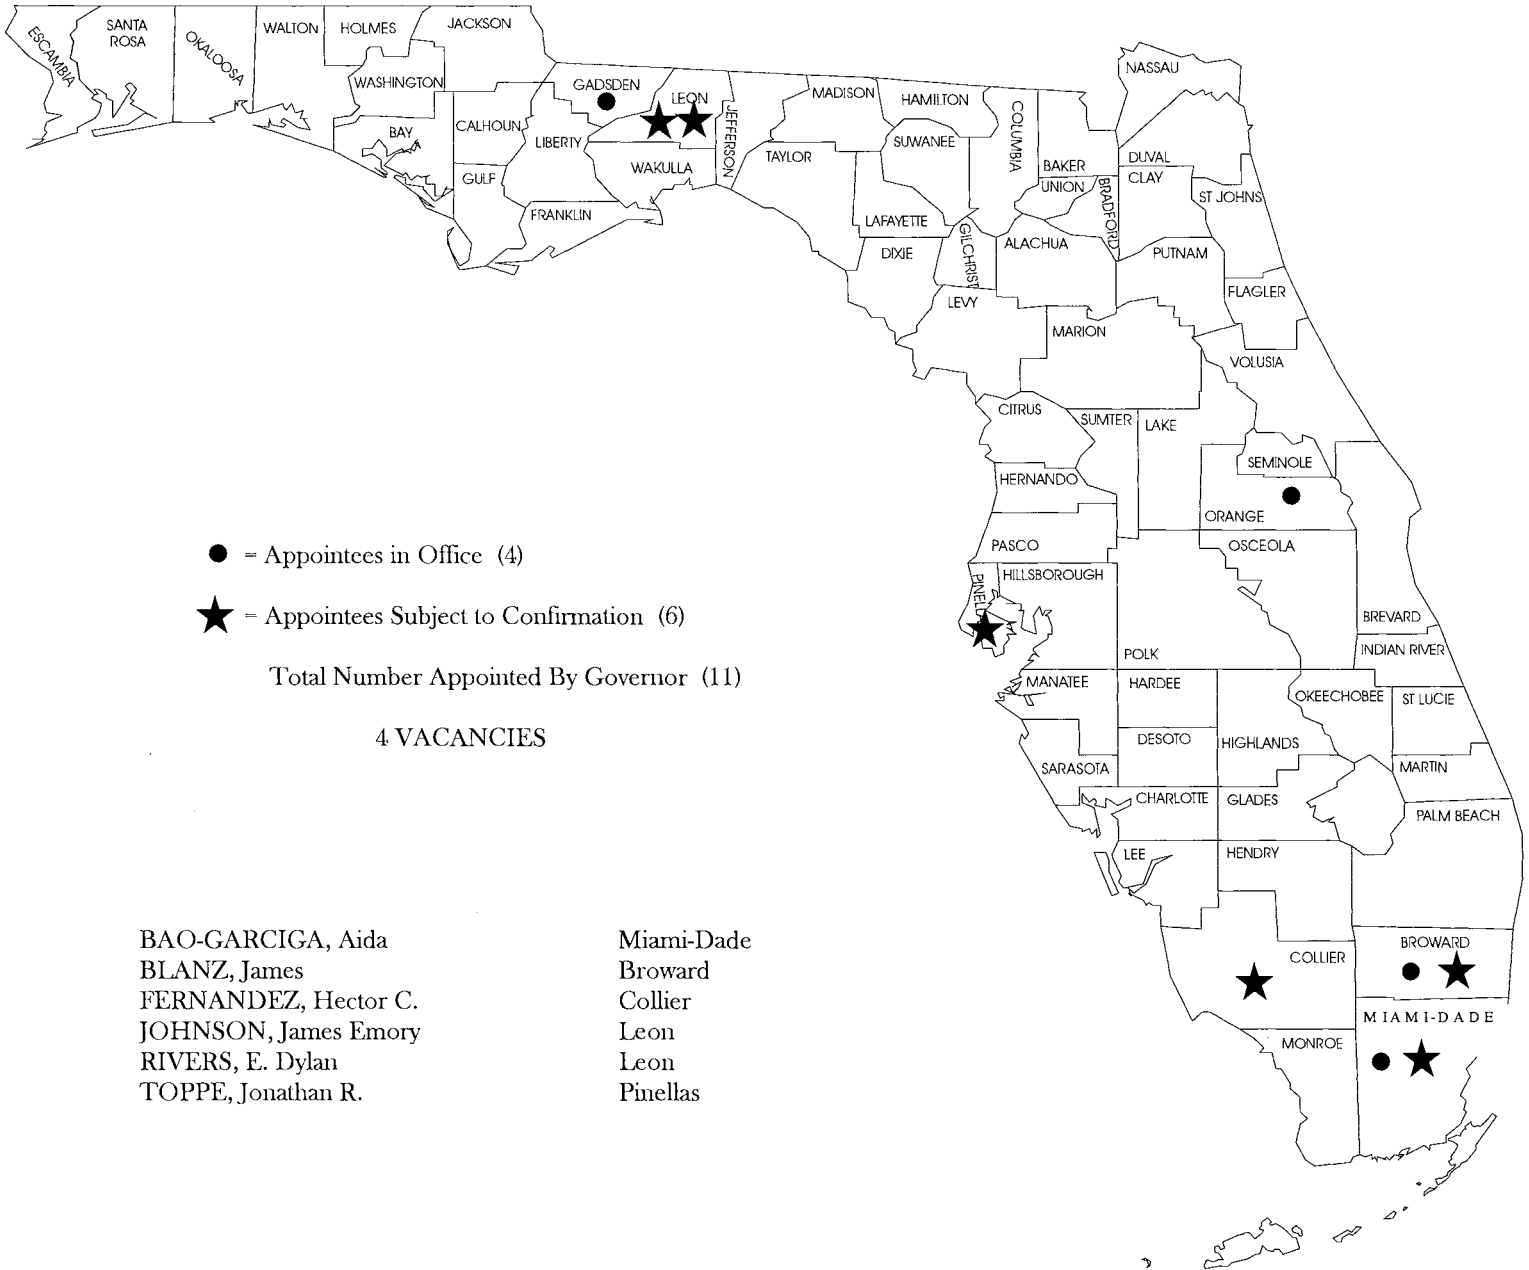 ESCAMBIA
SANTA
ROSA
OKALOOSA
WALTON
HOLMES
JACKSON
WASHINGTON
BAY
CALHOUN
GULF
GADSDEN
LIBERTY
LEON
WAKULLA
FRANKLIN
JEFFERSON
MADISON
TAYLOR
HAMILTON
SUWANEE
LAFAYETTE
DIXIE
COLUMBIA
GILCHRIST
NASSAU
BAKER
UNION
BRADFORD
DUVAL
CLAY
ST JOHNS
ALACHUA
PUTNAM
FLAGLER
LEVY
MARION
VOLUSIA
CITRUS
SUMTER
LAKE
SEMINOLE
HERNANDO
ORANGE
PASCO
OSCEOLA
HILLSBOROUGH
BREVARD
INDIAN RIVER
POLK
MANATEE
HARDEE
OKEECHOBEE
ST LUCIE
DESOTO
HIGHLANDS
SARASOTA
MARTIN
CHARLOTTE
GLADES
PALM BEACH
LEE
HENDRY
COLLIER
BROWARD
MIAMI-DADE
MONROE
= Appointees in Office (4)
= Appointees Subject to Confirmation (6)
Total Number Appointed By Governor (11)
4 VACANCIES
BAO-GARCIGA, Aida Miami-Dade
BLANZ, James Broward
FERNANDEZ, Hector C. Collier
JOHNSON, James Emory Leon
RIVERS, E. Dylan Leon
TOPPE, Jonathan R. Pinellas